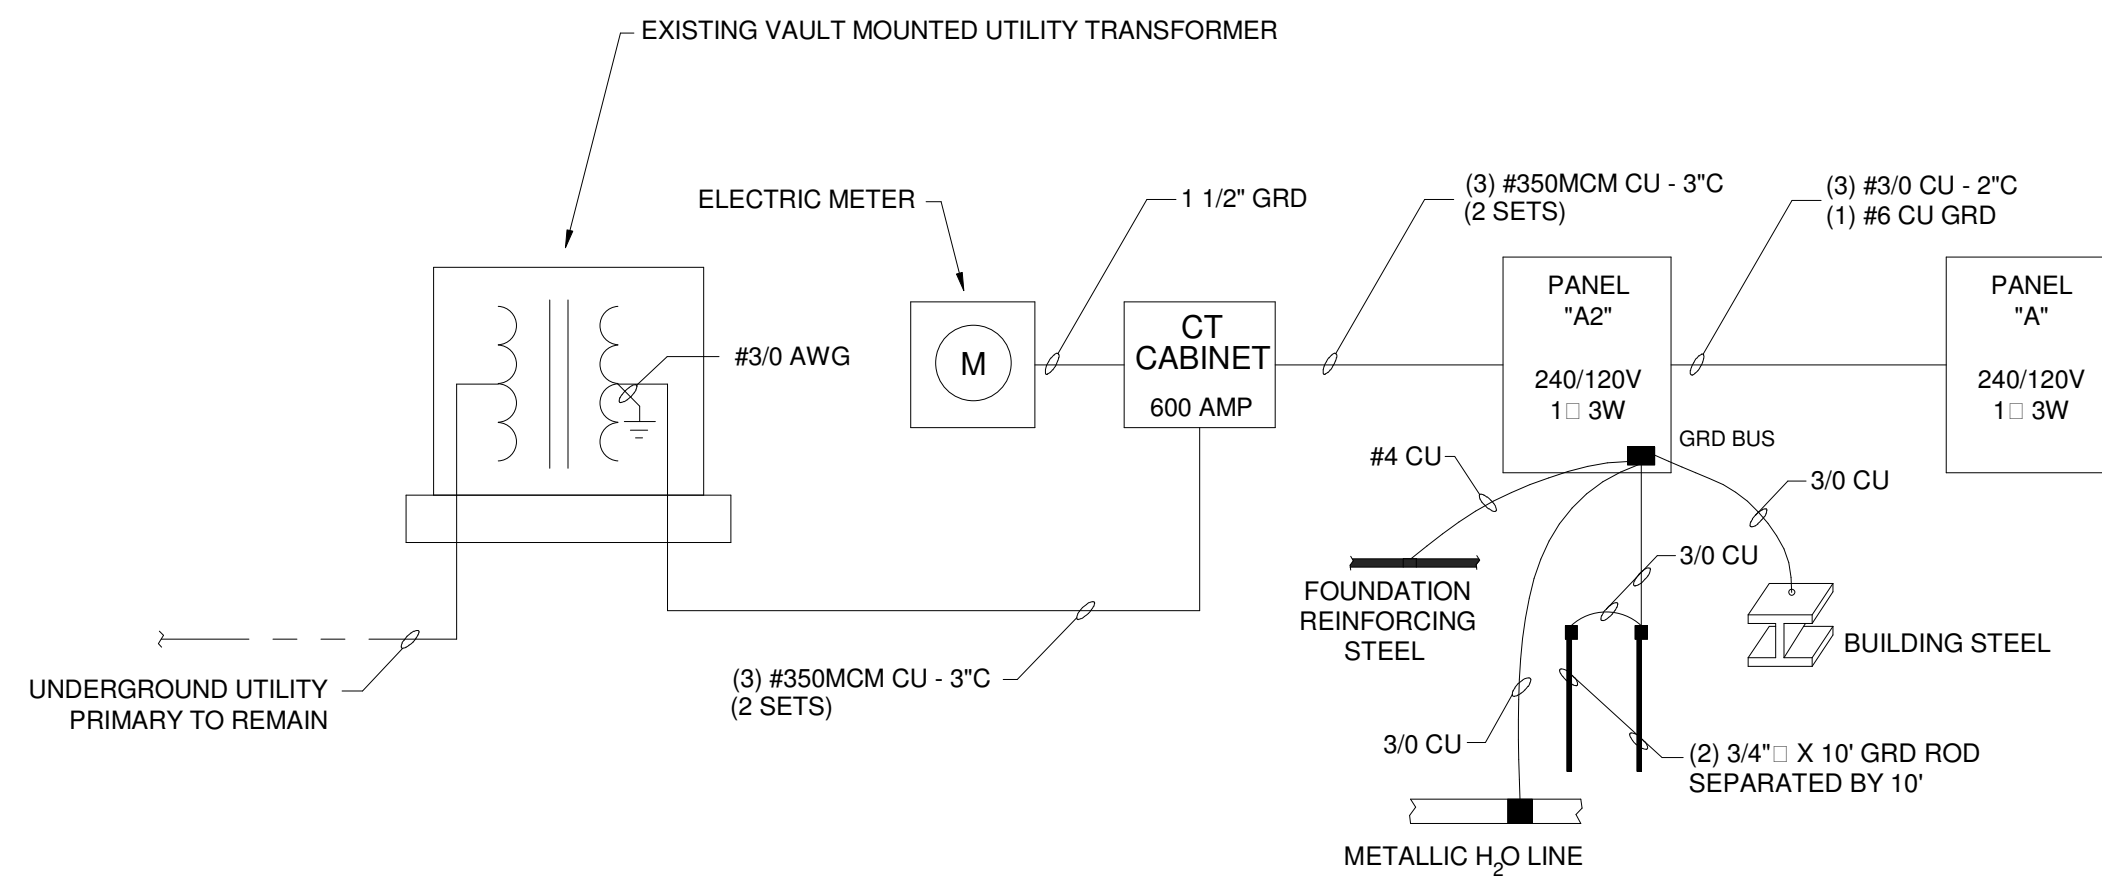 EXISTING VAULT MOUNTED UTILITY TRANSFORMER
ELECTRIC METER
1 1/2" GRD
(3) #350MCM CU - 3"C
(2 SETS)
(3) #3/0 CU - 2"C
(1) #6 CU GRD
#3/0 AWG
M
CT
CABINET
600 AMP
PANEL
"A2"
240/120V
1□ 3W
PANEL
"A"
240/120V
1□ 3W
GRD BUS
#4 CU
3/0 CU
3/0 CU
FOUNDATION
REINFORCING
STEEL
BUILDING STEEL
UNDERGROUND UTILITY
PRIMARY TO REMAIN
(3) #350MCM CU - 3"C
(2 SETS)
3/0 CU
(2) 3/4"□ X 10' GRD ROD
SEPARATED BY 10'
METALLIC H₂O LINE